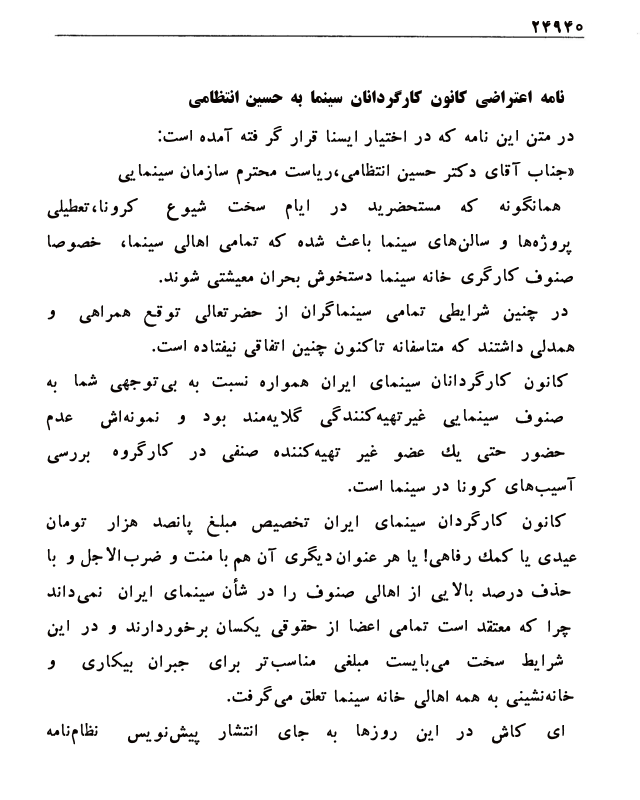 ۲۴۹۴۰
نامه اعتراضی کانون کارگردانان سینما به حسین انتظامی
در متن این نامه که در اختیار ایسنا قرار گر فته آمده است:
«جناب آقای دکتر حسین انتظامی،ریاست محترم سازمان سینمایی
همانگونه که مستحضرید در ایام سخت شیوع کرونا،تعطیلی
پروژه‌ها و سالن‌های سینما باعث شده که تمامی اهالی سینما، خصوصا
صنوف کارگری خانه سینما دستخوش بحران معیشتی شوند.
در چنین شرایطی تمامی سینماگران از حضرتعالی توقع همراهی و
همدلی داشتند که متاسفانه تاکنون چنین اتفاقی نیفتاده است.
کانون کارگردانان سینمای ایران همواره نسبت به بی‌توجهی شما به
صنوف سینمایی غیرتهیه‌کنندگی گلایه‌مند بود و نمونه‌اش عدم
حضور حتی یك عضو غیر تهیه‌کننده صنفی در کارگروه بررسی
آسیب‌های کرونا در سینما است.
کانون کارگردان سینمای ایران تخصیص مبلغ پانصد هزار تومان
عیدی یا کمك رفاهی! یا هر عنوان دیگری آن هم با منت و ضرب‌الاجل و با
حذف درصد بالایی از اهالی صنوف را در شأن سینمای ایران نمی‌داند
چرا که معتقد است تمامی اعضا از حقوقی یکسان برخوردارند و در این
شرایط سخت می‌بایست مبلغی مناسب‌تر برای جبران بیکاری و
خانه‌نشینی به همه اهالی خانه سینما تعلق می‌گرفت.
ای کاش در این روزها به جای انتشار پیش‌نویس نظام‌نامه